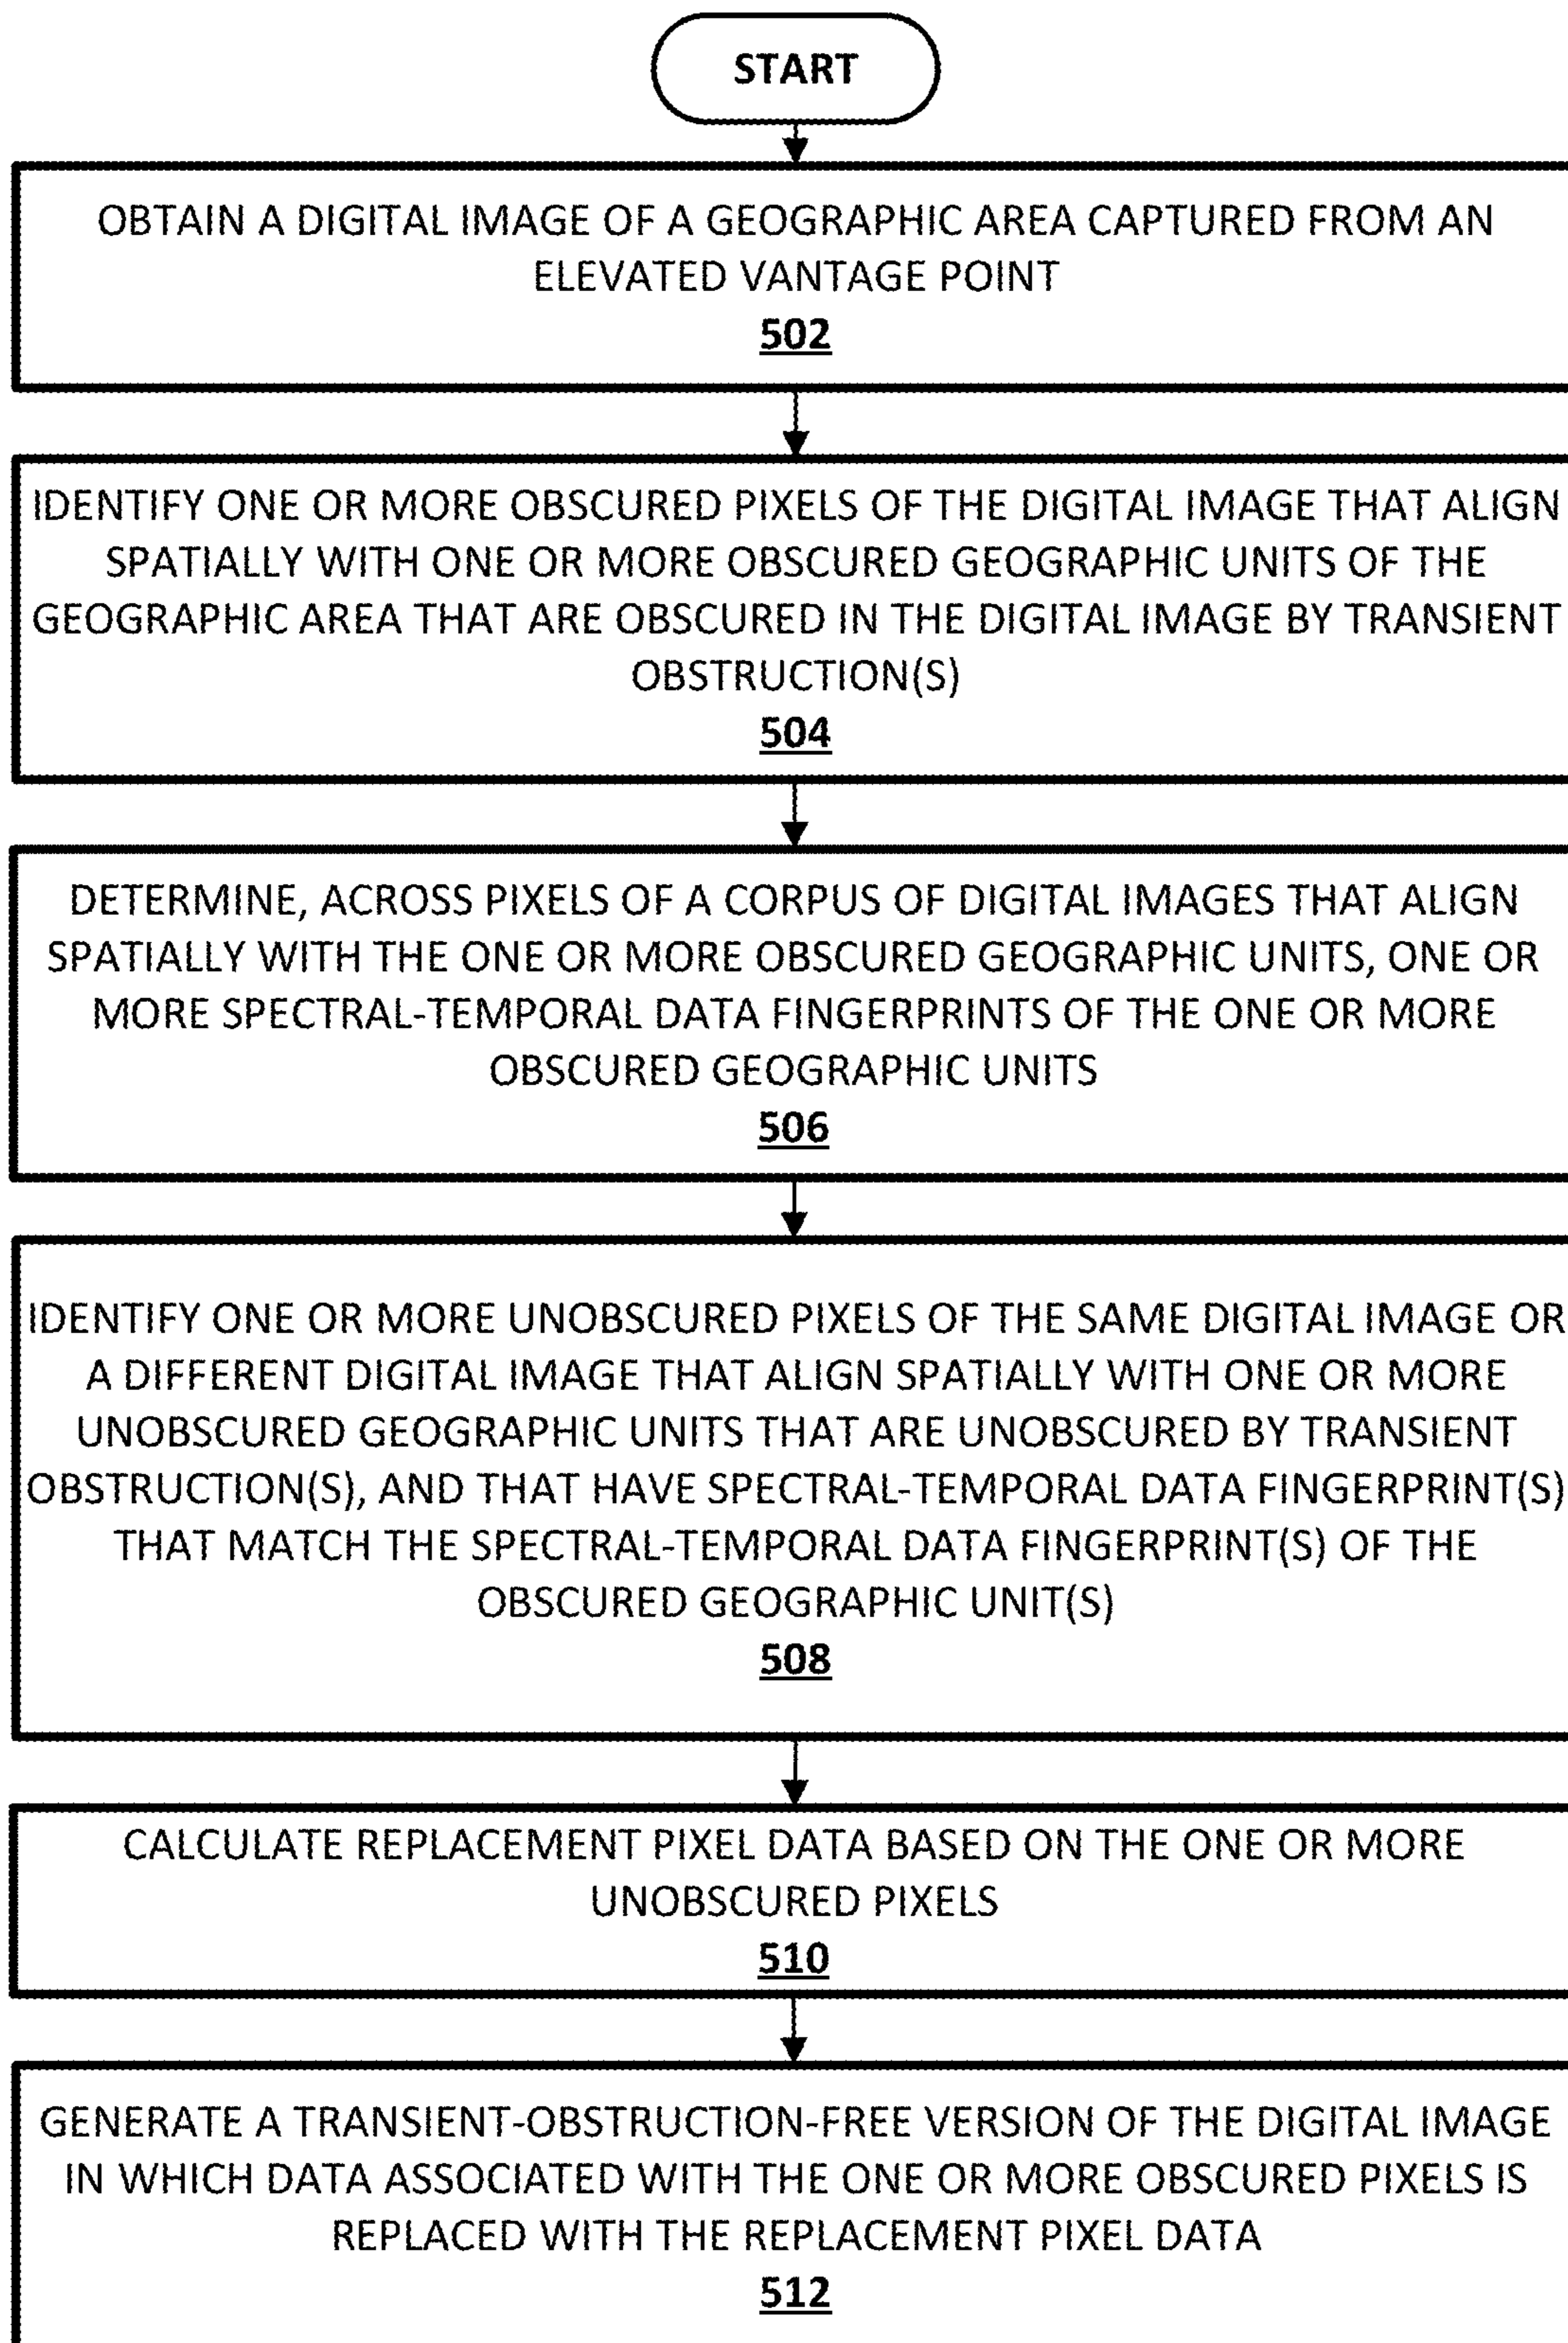 START
OBTAIN A DIGITAL IMAGE OF A GEOGRAPHIC AREA CAPTURED FROM AN
ELEVATED VANTAGE POINT
502
IDENTIFY ONE OR MORE OBSCURED PIXELS OF THE DIGITAL IMAGE THAT ALIGN
SPATIALLY WITH ONE OR MORE OBSCURED GEOGRAPHIC UNITS OF THE
GEOGRAPHIC AREA THAT ARE OBSCURED IN THE DIGITAL IMAGE BY TRANSIENT
OBSTRUCTION(S)
504
DETERMINE, ACROSS PIXELS OF A CORPUS OF DIGITAL IMAGES THAT ALIGN
SPATIALLY WITH THE ONE OR MORE OBSCURED GEOGRAPHIC UNITS, ONE OR
MORE SPECTRAL-TEMPORAL DATA FINGERPRINTS OF THE ONE OR MORE
OBSCURED GEOGRAPHIC UNITS
506
IDENTIFY ONE OR MORE UNOBSCURED PIXELS OF THE SAME DIGITAL IMAGE OR
A DIFFERENT DIGITAL IMAGE THAT ALIGN SPATIALLY WITH ONE OR MORE
UNOBSCURED GEOGRAPHIC UNITS THAT ARE UNOBSCURED BY TRANSIENT
OBSTRUCTION(S), AND THAT HAVE SPECTRAL-TEMPORAL DATA FINGERPRINT(S)
THAT MATCH THE SPECTRAL-TEMPORAL DATA FINGERPRINT(S) OF THE
OBSCURED GEOGRAPHIC UNIT(S)
508
CALCULATE REPLACEMENT PIXEL DATA BASED ON THE ONE OR MORE
UNOBSCURED PIXELS
510
GENERATE A TRANSIENT-OBSTRUCTION-FREE VERSION OF THE DIGITAL IMAGE
IN WHICH DATA ASSOCIATED WITH THE ONE OR MORE OBSCURED PIXELS IS
REPLACED WITH THE REPLACEMENT PIXEL DATA
512